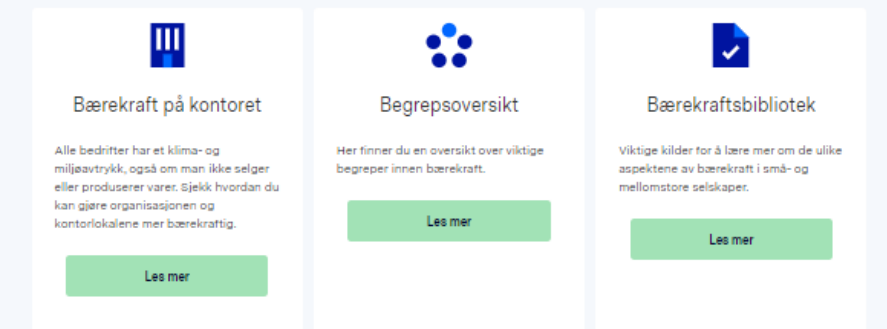 Bærekraft på kontoret
Alle bedrifter har et klima- og
miljøavtrykk, også om man ikke selger
eller produserer varer. Sjekk hvordan du
kan gjøre organisasjonen og
kontorlokalene mer bærekraftig.
Les mer
Begrepsoversikt
Her finner du en oversikt over viktige
begreper innen bærekraft.
Les mer
Bærekraftsbibliotek
Viktige kilder for å lære mer om de ulike
aspektene av bærekraft i små- og
mellomstore selskaper.
Les mer